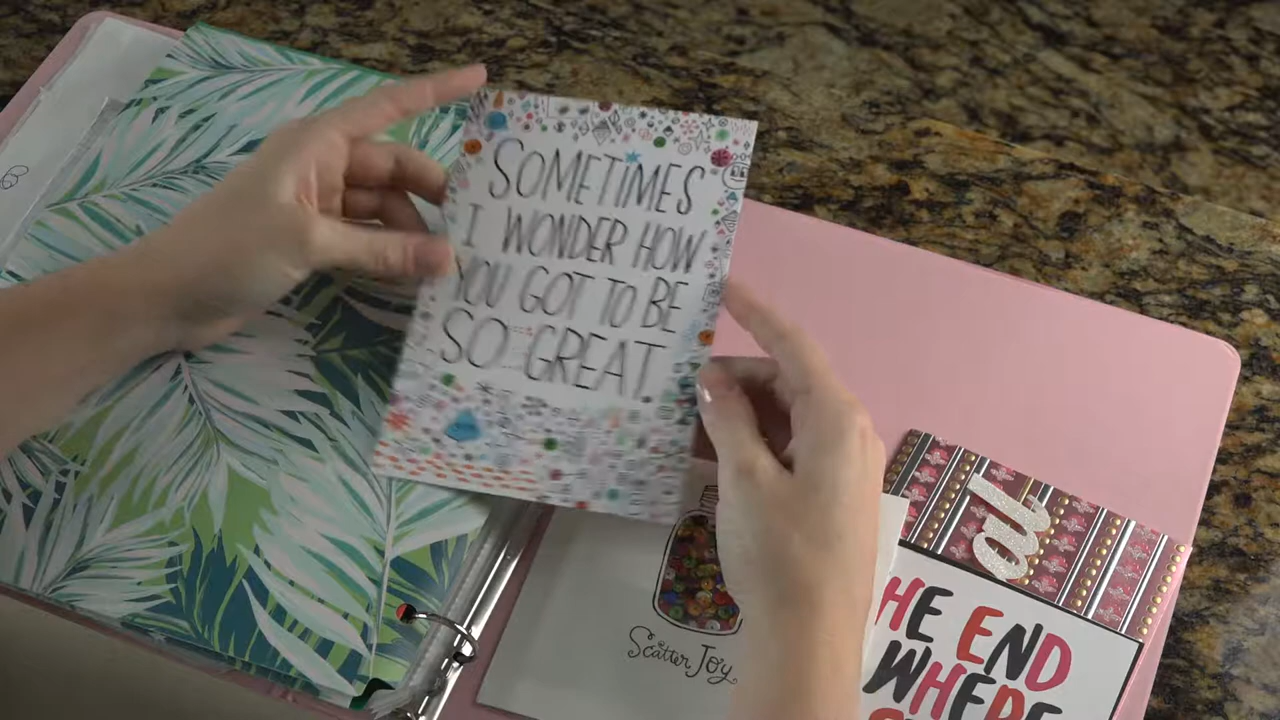 SOMETIMES
I WONDER HOW
YOU GOT TO BE
SO GREAT.
Scatter Joy
HE END
WHERE